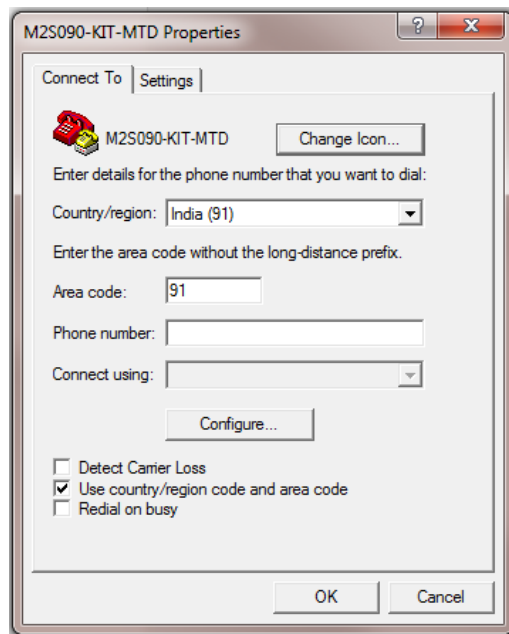 M2S090-KIT-MTD Properties
?
Connect To Settings
M2S090-KIT-MTD Change Icon...
Enter details for the phone number that you want to dial:
Country/region: India (91)
Enter the area code without the long-distance prefix.
Area code: 91
Phone number:
Connect using:
Configure...
Detect Carrier Loss
Use country/region code and area code
Redial on busy
OK Cancel